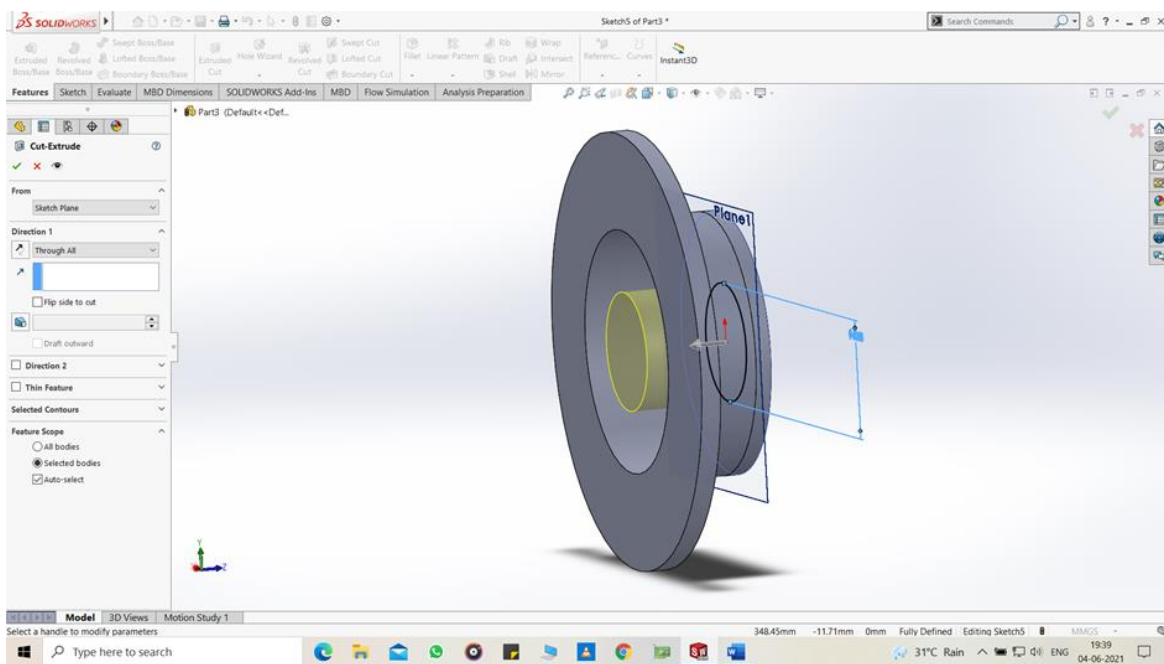 SOLIDWORKS
Sketch5 of Part3 *
Search Commands
Extruded Boss/Base
Revolved Boss/Base
Swept Boss/Base
Lofted Boss/Base
Boundary Boss/Base
Extruded Cut
Hole Wizard
Revolved Cut
Swept Cut
Lofted Cut
Boundary Cut
Fillet
Linear Pattern
Rib
Draft
Shell
Wrap
Intersect
Mirror
Referenc...
Curves
Instant3D
Features
Sketch
Evaluate
MBD Dimensions
SOLIDWORKS Add-Ins
MBD
Flow Simulation
Analysis Preparation
Part3 (Default<<Def...
Cut-Extrude
From
Sketch Plane
Direction 1
Through All
Flip side to cut
Draft outward
Direction 2
Thin Feature
Selected Contours
Feature Scope
All bodies
Selected bodies
Auto-select
Plane1
Y
Z
Model
3D Views
Motion Study 1
Select a handle to modify parameters
348.45mm
-11.71mm
0mm
Fully Defined
Editing Sketch5
MMGS
Type here to search
31°C Rain
ENG
19:39
04-06-2021